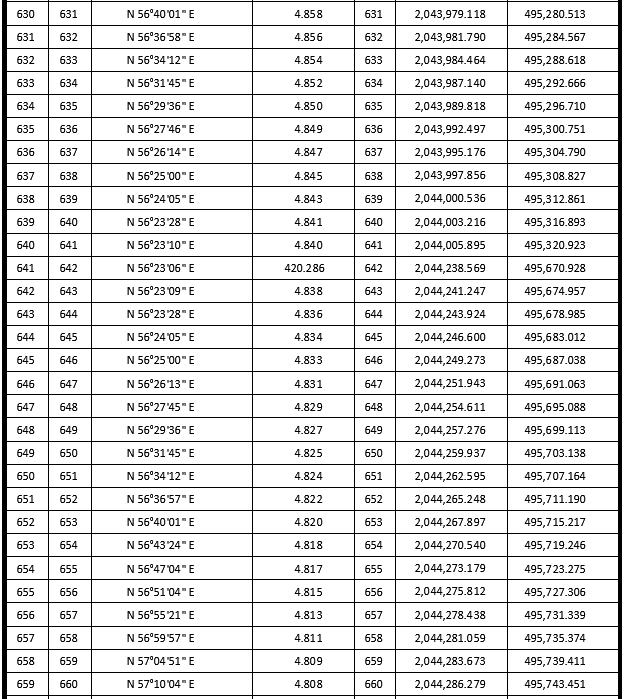 630 631 N 56°40'01" E 4.858 631 2,043,979.118 495,280.513
631 632 N 56°36'58" E 4.856 632 2,043,981.790 495,284.567
632 633 N 56°34'12" E 4.854 633 2,043,984.464 495,288.618
633 634 N 56°31'45" E 4.852 634 2,043,987.140 495,292.666
634 635 N 56°29'36" E 4.850 635 2,043,989.818 495,296.710
635 636 N 56°27'46" E 4.849 636 2,043,992.497 495,300.751
636 637 N 56°26'14" E 4.847 637 2,043,995.176 495,304.790
637 638 N 56°25'00" E 4.845 638 2,043,997.856 495,308.827
638 639 N 56°24'05" E 4.843 639 2,044,000.536 495,312.861
639 640 N 56°23'28" E 4.841 640 2,044,003.216 495,316.893
640 641 N 56°23'10" E 4.840 641 2,044,005.895 495,320.923
641 642 N 56°23'06" E 420.286 642 2,044,238.569 495,670.928
642 643 N 56°23'09" E 4.838 643 2,044,241.247 495,674.957
643 644 N 56°23'28" E 4.836 644 2,044,243.924 495,678.985
644 645 N 56°24'05" E 4.834 645 2,044,246.600 495,683.012
645 646 N 56°25'00" E 4.833 646 2,044,249.273 495,687.038
646 647 N 56°26'13" E 4.831 647 2,044,251.943 495,691.063
647 648 N 56°27'45" E 4.829 648 2,044,254.611 495,695.088
648 649 N 56°29'36" E 4.827 649 2,044,257.276 495,699.113
649 650 N 56°31'45" E 4.825 650 2,044,259.937 495,703.138
650 651 N 56°34'12" E 4.824 651 2,044,262.595 495,707.164
651 652 N 56°36'57" E 4.822 652 2,044,265.248 495,711.190
652 653 N 56°40'01" E 4.820 653 2,044,267.897 495,715.217
653 654 N 56°43'24" E 4.818 654 2,044,270.540 495,719.246
654 655 N 56°47'04" E 4.817 655 2,044,273.179 495,723.275
655 656 N 56°51'04" E 4.815 656 2,044,275.812 495,727.306
656 657 N 56°55'21" E 4.813 657 2,044,278.438 495,731.339
657 658 N 56°59'57" E 4.811 658 2,044,281.059 495,735.374
658 659 N 57°04'51" E 4.809 659 2,044,283.673 495,739.411
659 660 N 57°10'04" E 4.808 660 2,044,286.279 495,743.451